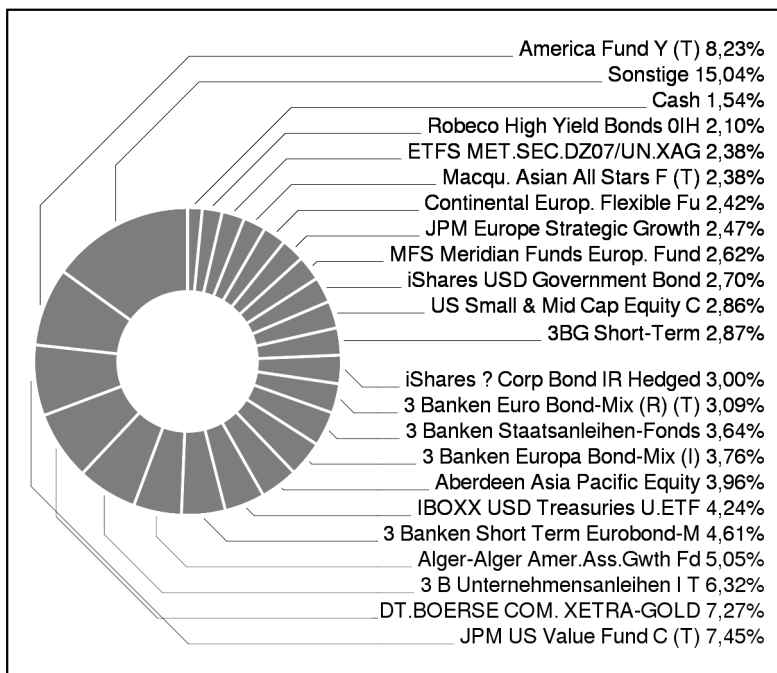 America Fund Y (T) 8,23%
Sonstige 15,04%
Cash 1,54%
Robeco High Yield Bonds 0IH 2,10%
ETFS MET.SEC.DZ07/UN.XAG 2,38%
Macqu. Asian All Stars F (T) 2,38%
Continental Europ. Flexible Fu 2,42%
JPM Europe Strategic Growth 2,47%
MFS Meridian Funds Europ. Fund 2,62%
iShares USD Government Bond 2,70%
US Small & Mid Cap Equity C 2,86%
3BG Short-Term 2,87%
iShares ? Corp Bond IR Hedged 3,00%
3 Banken Euro Bond-Mix (R) (T) 3,09%
3 Banken Staatsanleihen-Fonds 3,64%
3 Banken Europa Bond-Mix (I) 3,76%
Aberdeen Asia Pacific Equity 3,96%
IBOXX USD Treasuries U.ETF 4,24%
3 Banken Short Term Eurobond-M 4,61%
Alger-Alger Amer.Ass.Gwth Fd 5,05%
3 B Unternehmensanleihen I T 6,32%
DT.BOERSE COM. XETRA-GOLD 7,27%
JPM US Value Fund C (T) 7,45%